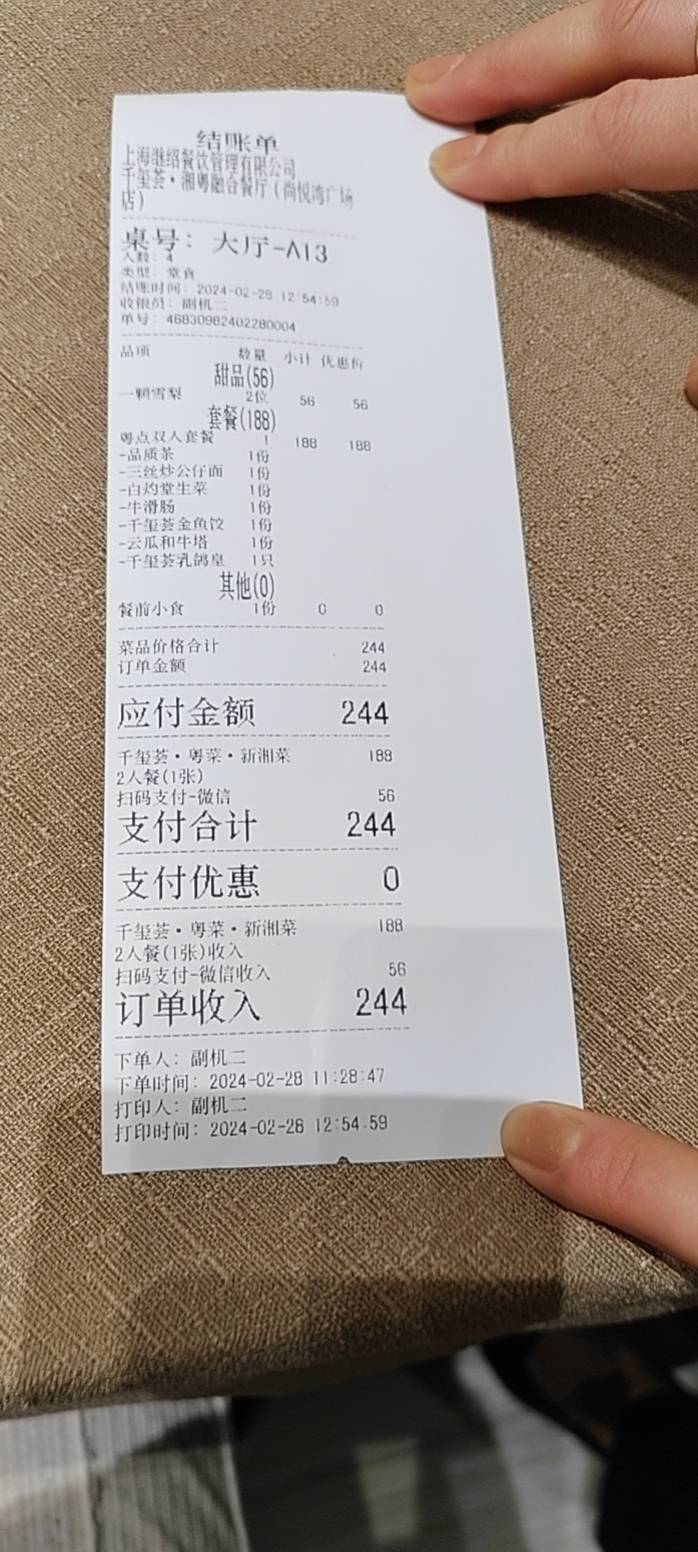 结账单
上海继绍餐饮管理有限公司
千玺荟·湘粤融合餐厅（尚悦湾广场
店）
桌号：大厅-A13
人数：4
类型：堂食
结账时间：2024-02-28 12:54:59
收银员：副机二
单号：46830982402280004
品项 数量 小计 优惠价
甜品(56)
一颗雪梨 2位 56 56
套餐(188)
粤点双人套餐 1 188 188
-品质茶 1份
-三丝炒公仔面 1份
-白灼堂生菜 1份
-牛滑肠 1份
-千玺荟金鱼饺 1份
-云瓜和牛塔 1份
-千玺荟乳鸽皇 1只
其他(0)
餐前小食 1份 0 0
菜品价格合计 244
订单金额 244
应付金额 244
千玺荟·粤菜·新湘菜 188
2人餐(1张)
扫码支付-微信 56
支付合计 244
支付优惠 0
千玺荟·粤菜·新湘菜 188
2人餐(1张)收入
扫码支付-微信收入 56
订单收入 244
下单人：副机二
下单时间：2024-02-28 11:28:47
打印人：副机二
打印时间：2024-02-28 12:54:59